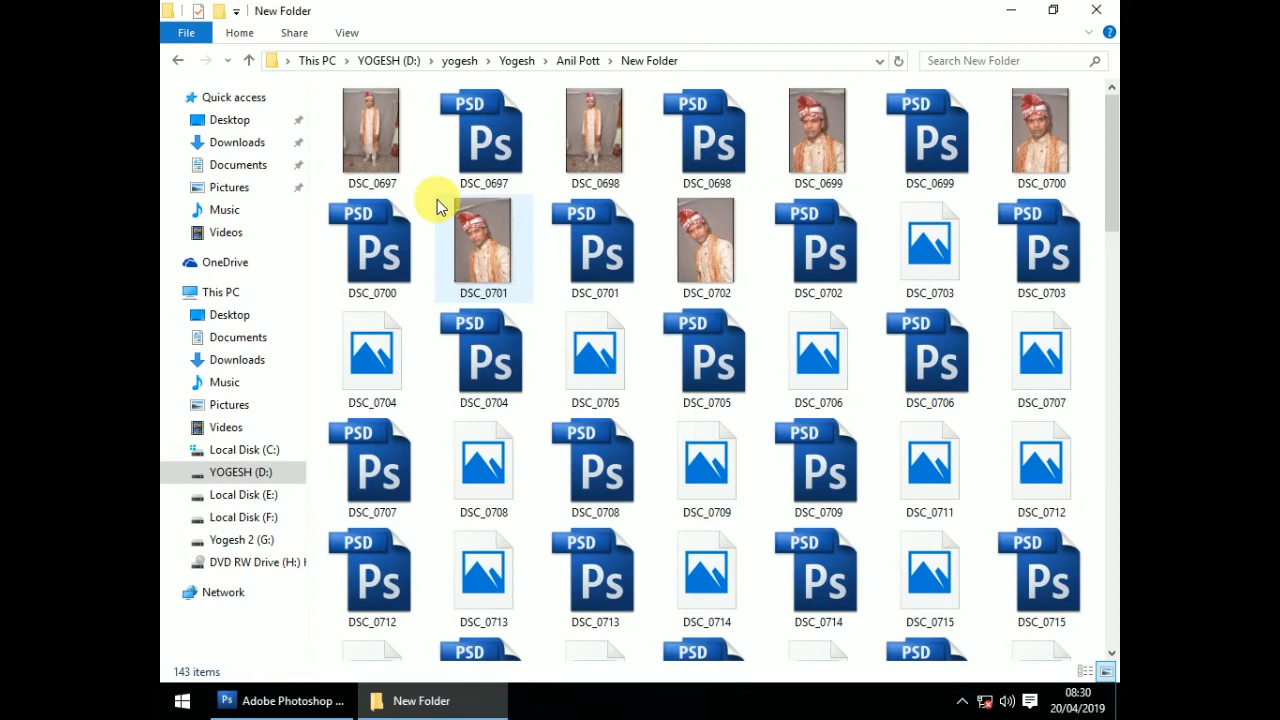 New Folder
File Home Share View
This PC YOGESH (D:) yogesh Yogesh Anil Pott New Folder
Search New Folder
Quick access
Desktop
Downloads
Documents
Pictures
Music
Videos
OneDrive
This PC
Desktop
Documents
Downloads
Music
Pictures
Videos
Local Disk (C:)
YOGESH (D:)
Local Disk (E:)
Local Disk (F:)
Yogesh 2 (G:)
DVD RW Drive (H:)
Network
PSD PSD PSD
Ps Ps Ps
DSC_0697 DSC_0697 DSC_0698 DSC_0698 DSC_0699 DSC_0699 DSC_0700
PSD PSD PSD PSD
Ps Ps Ps Ps
DSC_0700 DSC_0701 DSC_0701 DSC_0702 DSC_0702 DSC_0703 DSC_0703
PSD PSD PSD
Ps Ps Ps
DSC_0704 DSC_0704 DSC_0705 DSC_0705 DSC_0706 DSC_0706 DSC_0707
PSD PSD PSD
Ps Ps Ps
DSC_0707 DSC_0708 DSC_0708 DSC_0709 DSC_0709 DSC_0711 DSC_0712
PSD PSD PSD PSD
Ps Ps Ps Ps
DSC_0712 DSC_0713 DSC_0713 DSC_0714 DSC_0714 DSC_0715 DSC_0715
PSD PSD PSD
143 items
Ps Adobe Photoshop ... New Folder
08:30
20/04/2019